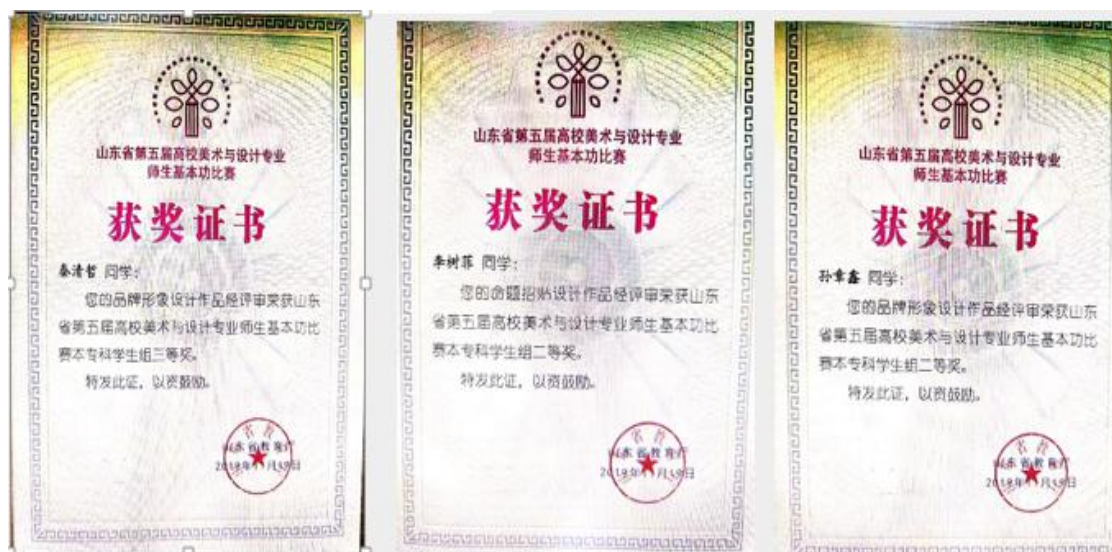 山东省第五届高校美术与设计专业
师生基本功比赛
获奖证书
秦清哲 同学：
您的品牌形象设计作品经评审荣获山东
省第五届高校美术与设计专业师生基本功比
赛本专科学生组三等奖。
特发此证，以资鼓励。
山东省教育厅
山东省第五届高校美术与设计专业
师生基本功比赛
获奖证书
李树菲 同学：
您的命题招贴设计作品经评审荣获山东
省第五届高校美术与设计专业师生基本功比
赛本专科学生组二等奖。
特发此证，以资鼓励。
山东省教育厅
山东省第五届高校美术与设计专业
师生基本功比赛
获奖证书
孙章鑫 同学：
您的品牌形象设计作品经评审荣获山东
省第五届高校美术与设计专业师生基本功比
赛本专科学生组二等奖。
特发此证，以资鼓励。
山东省教育厅